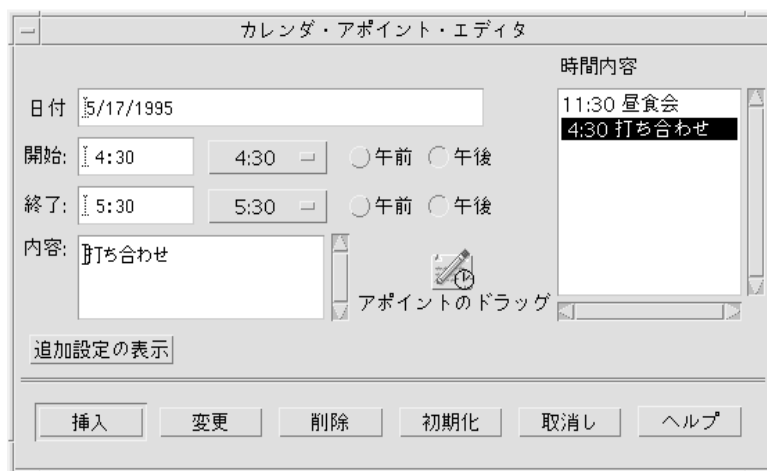 カレンダ・アポイント・エディタ
時間内容
日付 5/17/1995
11:30 昼食会
4:30 打ち合わせ
開始: 4:30 4:30 午前 午後
終了: 5:30 5:30 午前 午後
内容: 打ち合わせ
アポイントのドラッグ
追加設定の表示
挿入 変更 削除 初期化 取消し ヘルプ